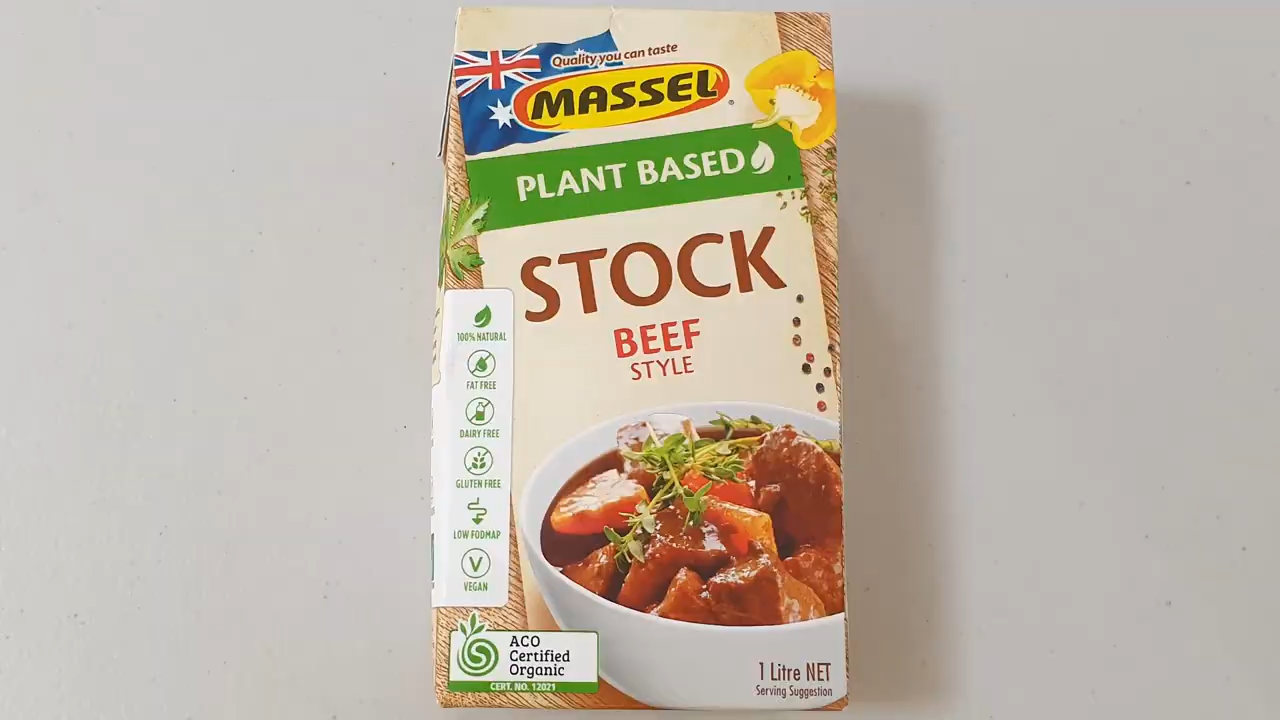 Quality you can taste
MASSEL
PLANT BASED
STOCK
BEEF
STYLE
100% NATURAL
FAT FREE
DAIRY FREE
GLUTEN FREE
LOW FODMAP
V
VEGAN
ACO
Certified
Organic
CERT. NO. 12021
1 Litre NET
Serving Suggestion